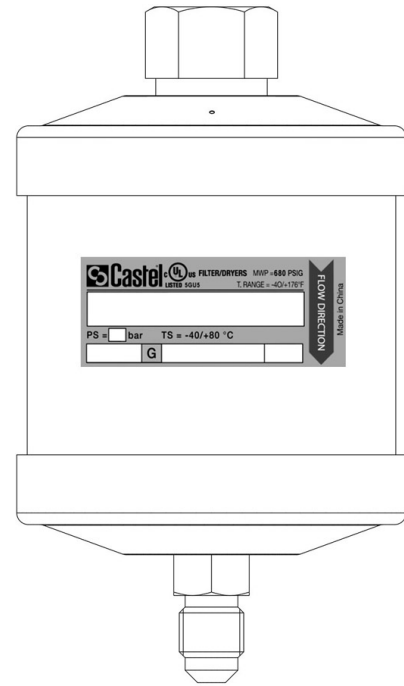 Castel c UL us FILTER/DRYERS MWP =680 PSIG
LISTED 5GU5 T. RANGE = -40/+176°F
PS = bar TS = -40/+80 °C
G
FLOW DIRECTION
Made in China